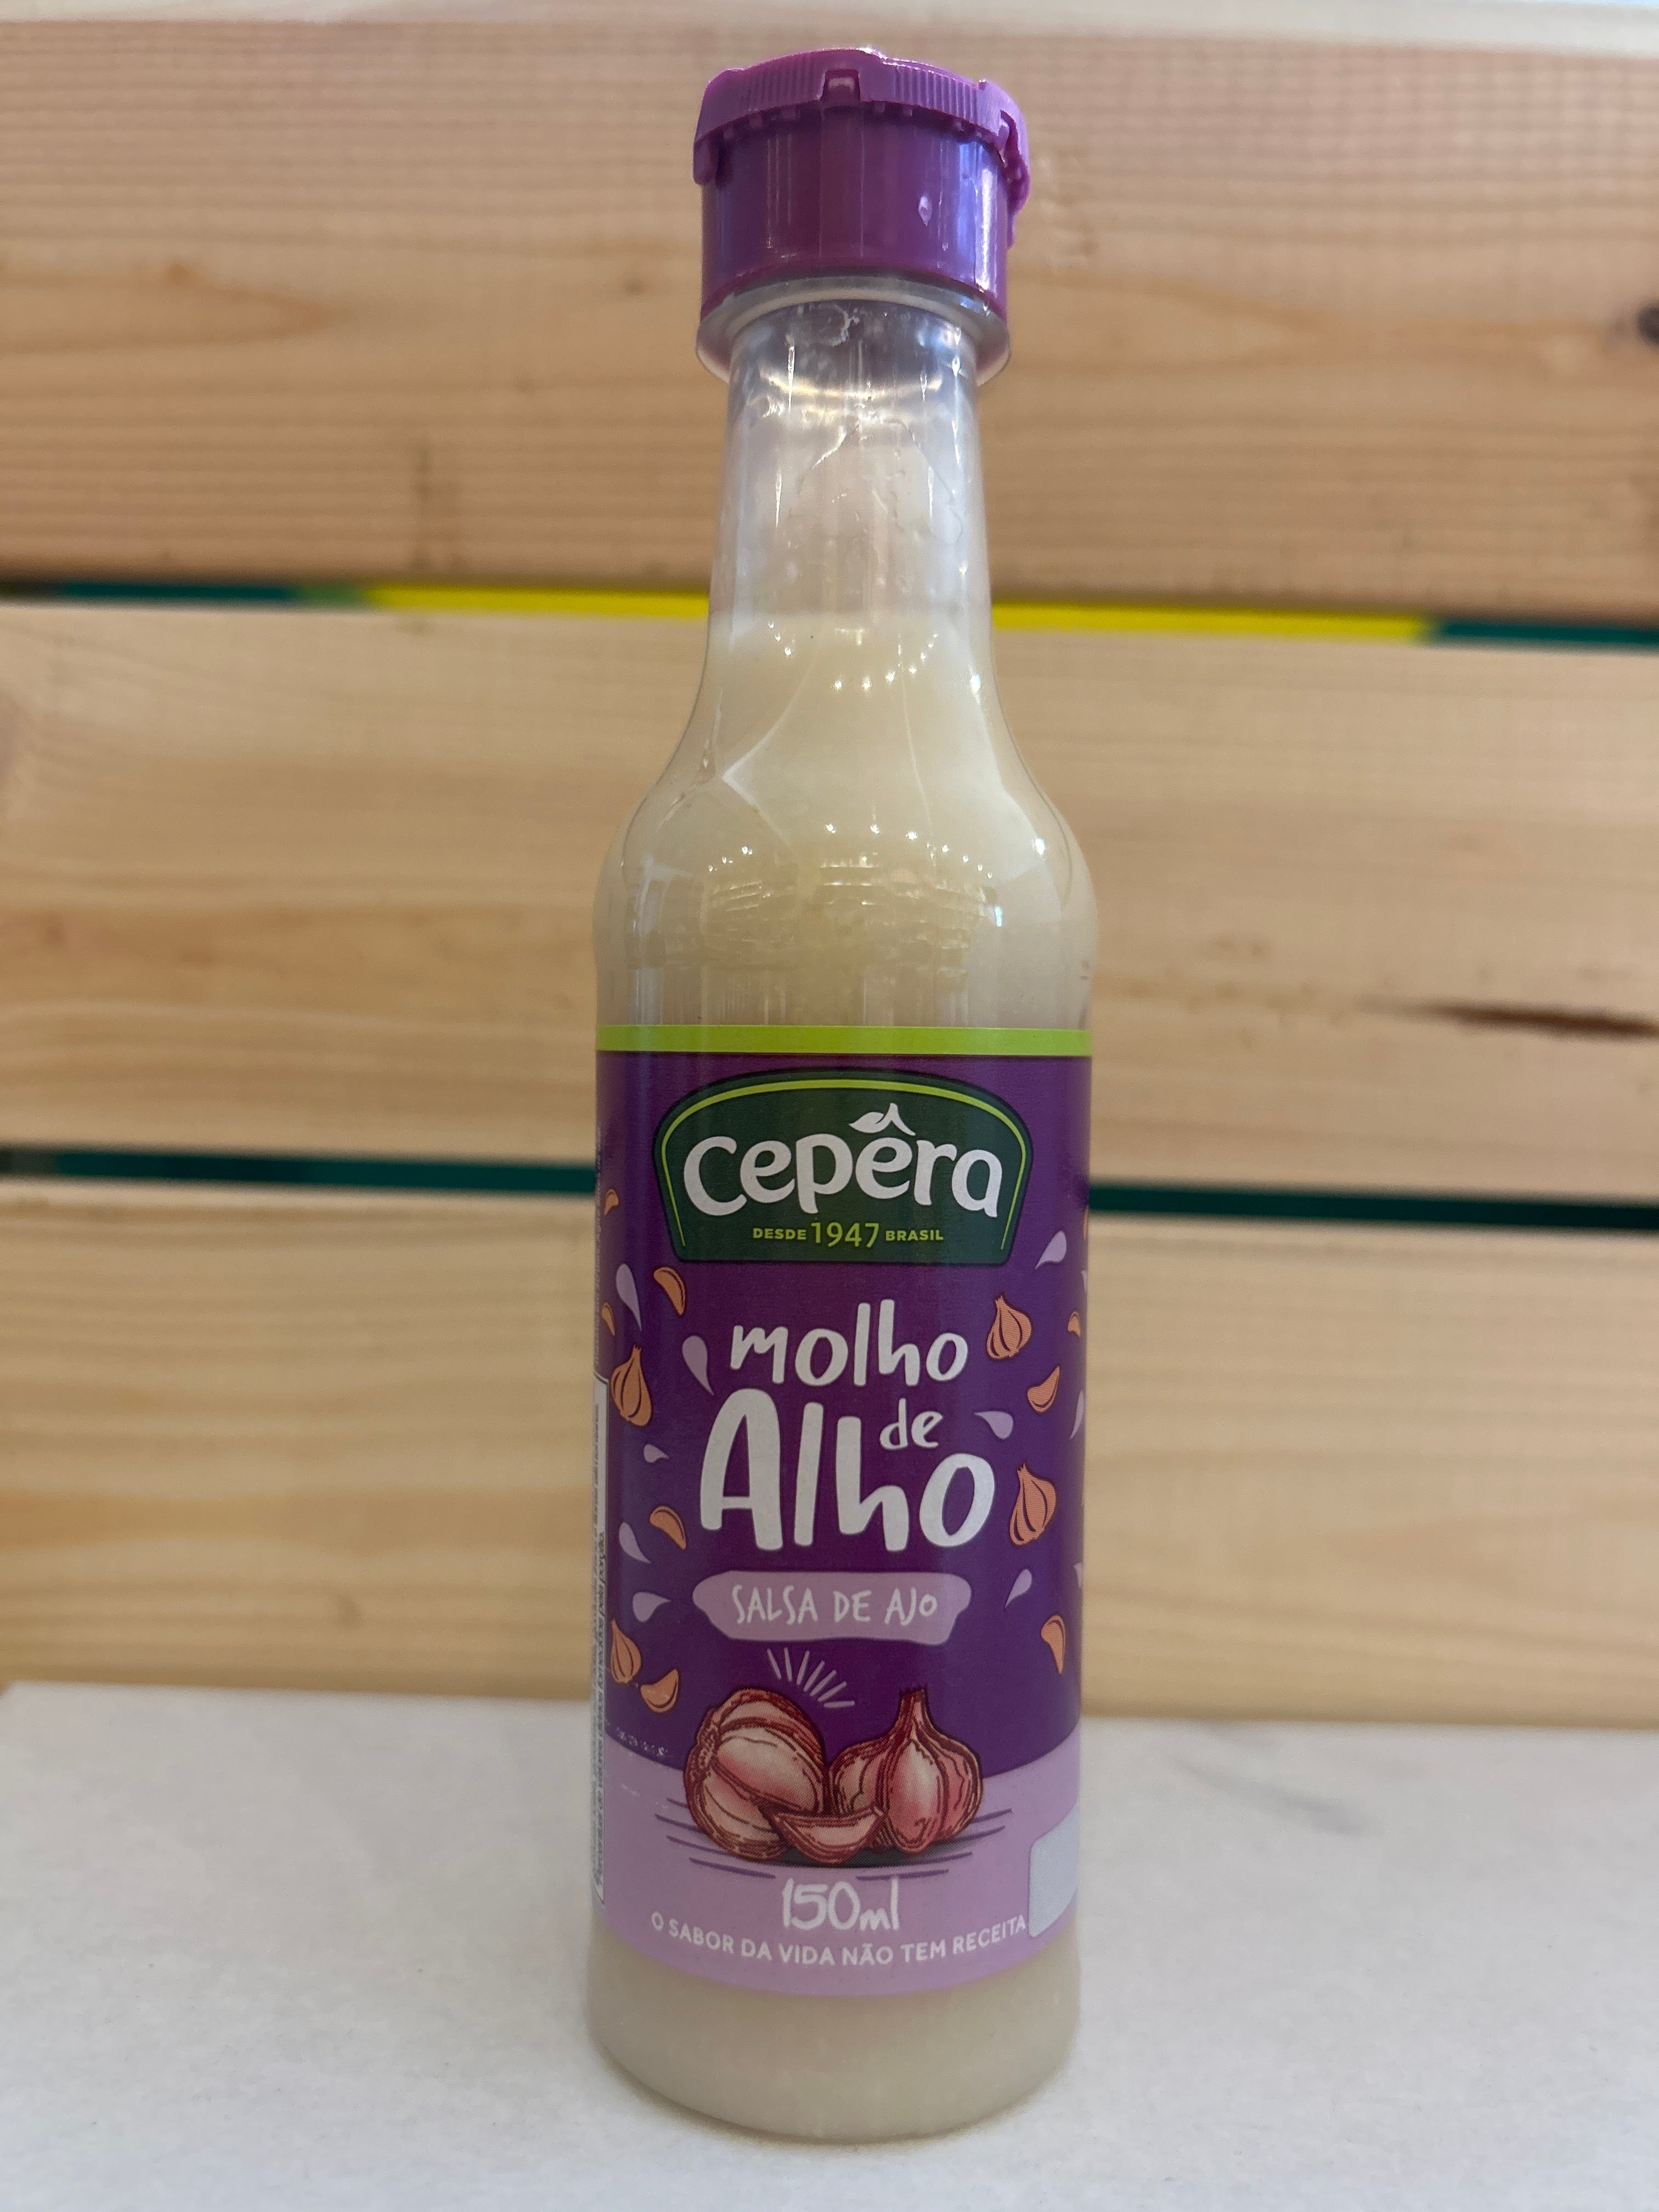 cepêra
DESDE 1947 BRASIL
molho
de
Alho
SALSA DE AJO
150ml
O SABOR DA VIDA NÃO TEM RECEITA